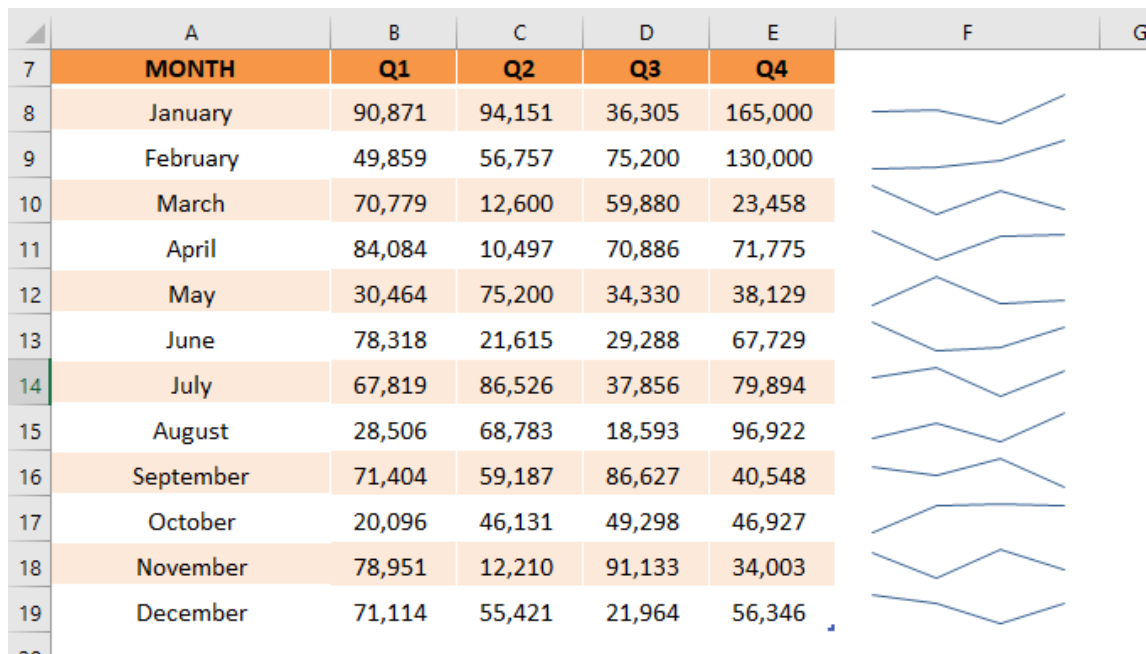 A B C D E F G
7 MONTH Q1 Q2 Q3 Q4
8 January 90,871 94,151 36,305 165,000
9 February 49,859 56,757 75,200 130,000
10 March 70,779 12,600 59,880 23,458
11 April 84,084 10,497 70,886 71,775
12 May 30,464 75,200 34,330 38,129
13 June 78,318 21,615 29,288 67,729
14 July 67,819 86,526 37,856 79,894
15 August 28,506 68,783 18,593 96,922
16 September 71,404 59,187 86,627 40,548
17 October 20,096 46,131 49,298 46,927
18 November 78,951 12,210 91,133 34,003
19 December 71,114 55,421 21,964 56,346